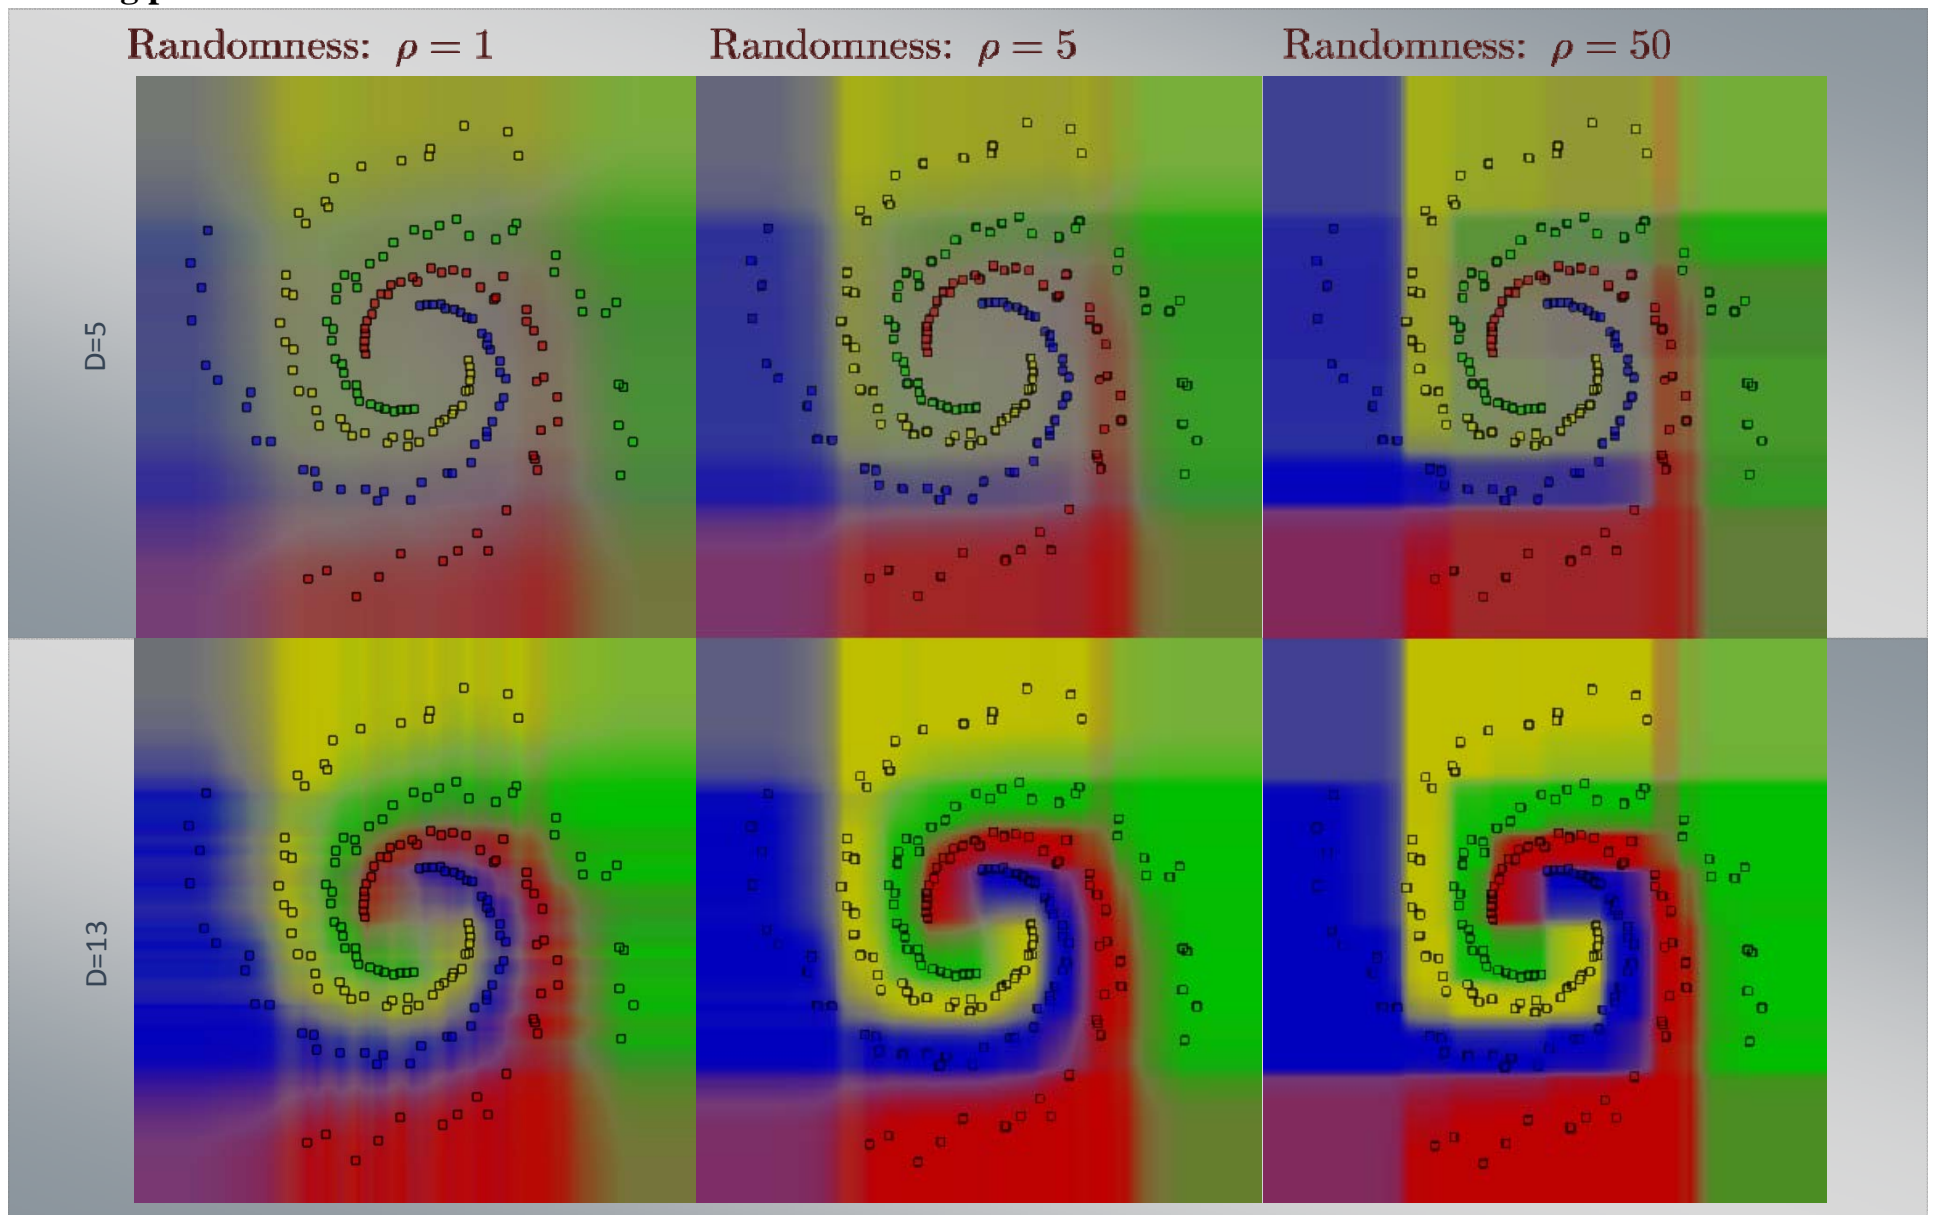 Randomness: ρ = 1
Randomness: ρ = 5
Randomness: ρ = 50
D=5
D=13